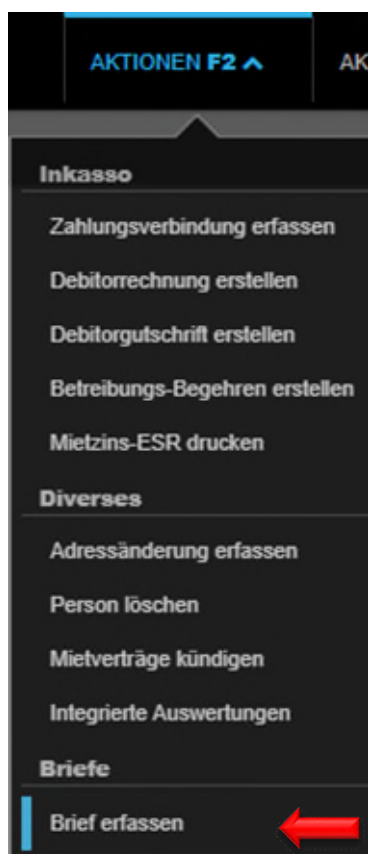 AKTIONEN F2
AK
Inkasso
Zahlungsverbindung erfassen
Debitorrechnung erstellen
Debitorgutschrift erstellen
Betreibungs-Begehren erstellen
Mietzins-ESR drucken
Diverses
Adressänderung erfassen
Person löschen
Mietverträge kündigen
Integrierte Auswertungen
Briefe
Brief erfassen